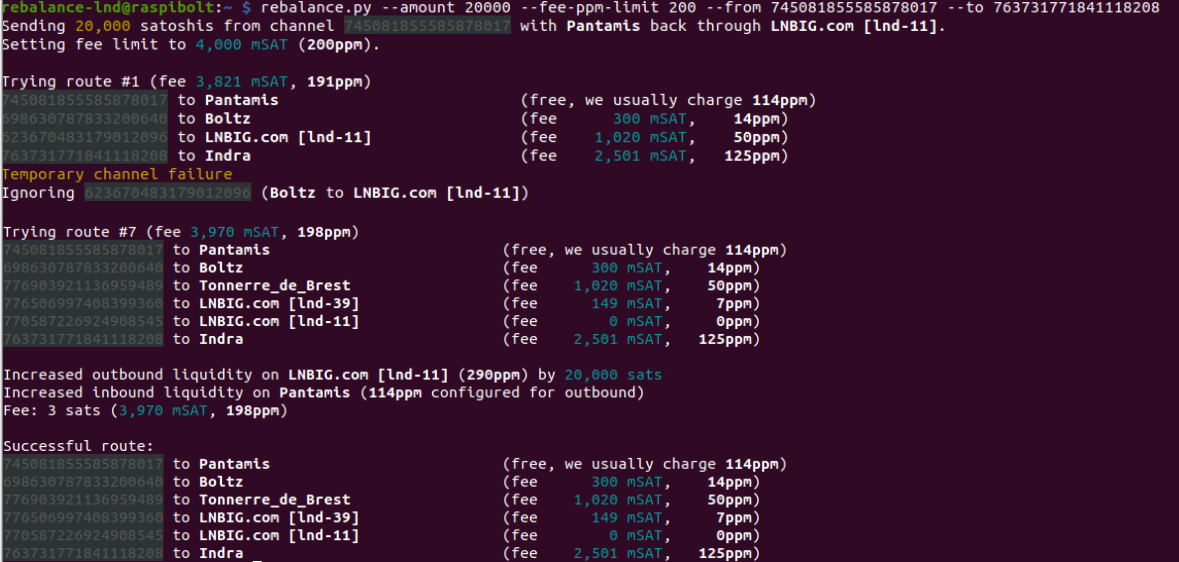 rebalance-lnd@raspibolt:~ $ rebalance.py --amount 20000 --fee-ppm-limit 200 --from 745081855585878017 --to 763731771841118208
Sending 20,000 satoshis from channel 745081855585878017 with Pantamis back through LNBIG.com [lnd-11].
Setting fee limit to 4,000 mSAT (200ppm).
Trying route #1 (fee 3,821 mSAT, 191ppm)
745081855585878017 to Pantamis (free, we usually charge 114ppm)
698630787833200640 to Boltz (fee 300 mSAT, 14ppm)
623670483179012096 to LNBIG.com [lnd-11] (fee 1,020 mSAT, 50ppm)
763731771841118208 to Indra (fee 2,501 mSAT, 125ppm)
Temporary channel failure
Ignoring 623670483179012096 (Boltz to LNBIG.com [lnd-11])
Trying route #7 (fee 3,970 mSAT, 198ppm)
745081855585878017 to Pantamis (free, we usually charge 114ppm)
698630787833200640 to Boltz (fee 300 mSAT, 14ppm)
776903921136959489 to Tonnerre_de_Brest (fee 1,020 mSAT, 50ppm)
776506997408399360 to LNBIG.com [lnd-39] (fee 149 mSAT, 7ppm)
770587226924908545 to LNBIG.com [lnd-11] (fee 0 mSAT, 0ppm)
763731771841118208 to Indra (fee 2,501 mSAT, 125ppm)
Increased outbound liquidity on LNBIG.com [lnd-11] (290ppm) by 20,000 sats
Increased inbound liquidity on Pantamis (114ppm configured for outbound)
Fee: 3 sats (3,970 mSAT, 198ppm)
Successful route:
745081855585878017 to Pantamis (free, we usually charge 114ppm)
698630787833200640 to Boltz (fee 300 mSAT, 14ppm)
776903921136959489 to Tonnerre_de_Brest (fee 1,020 mSAT, 50ppm)
776506997408399360 to LNBIG.com [lnd-39] (fee 149 mSAT, 7ppm)
770587226924908545 to LNBIG.com [lnd-11] (fee 0 mSAT, 0ppm)
763731771841118208 to Indra (fee 2,501 mSAT, 125ppm)